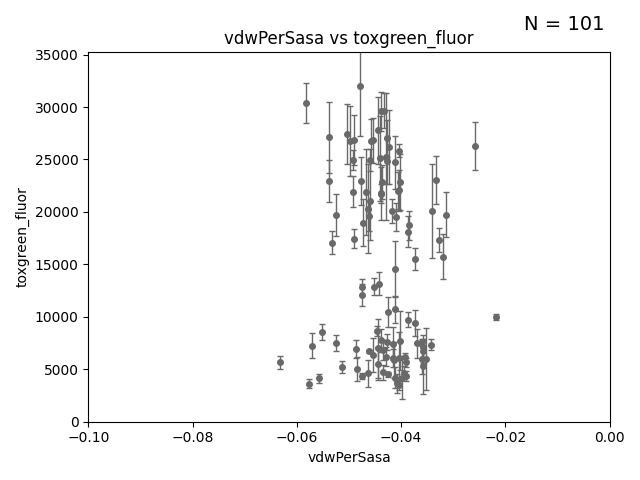 N = 101
vdwPerSasa vs toxgreen_fluor
toxgreen_fluor
35000
30000
25000
20000
15000
10000
5000
0
−0.10 −0.08 −0.06 −0.04 −0.02 0.00
vdwPerSasa